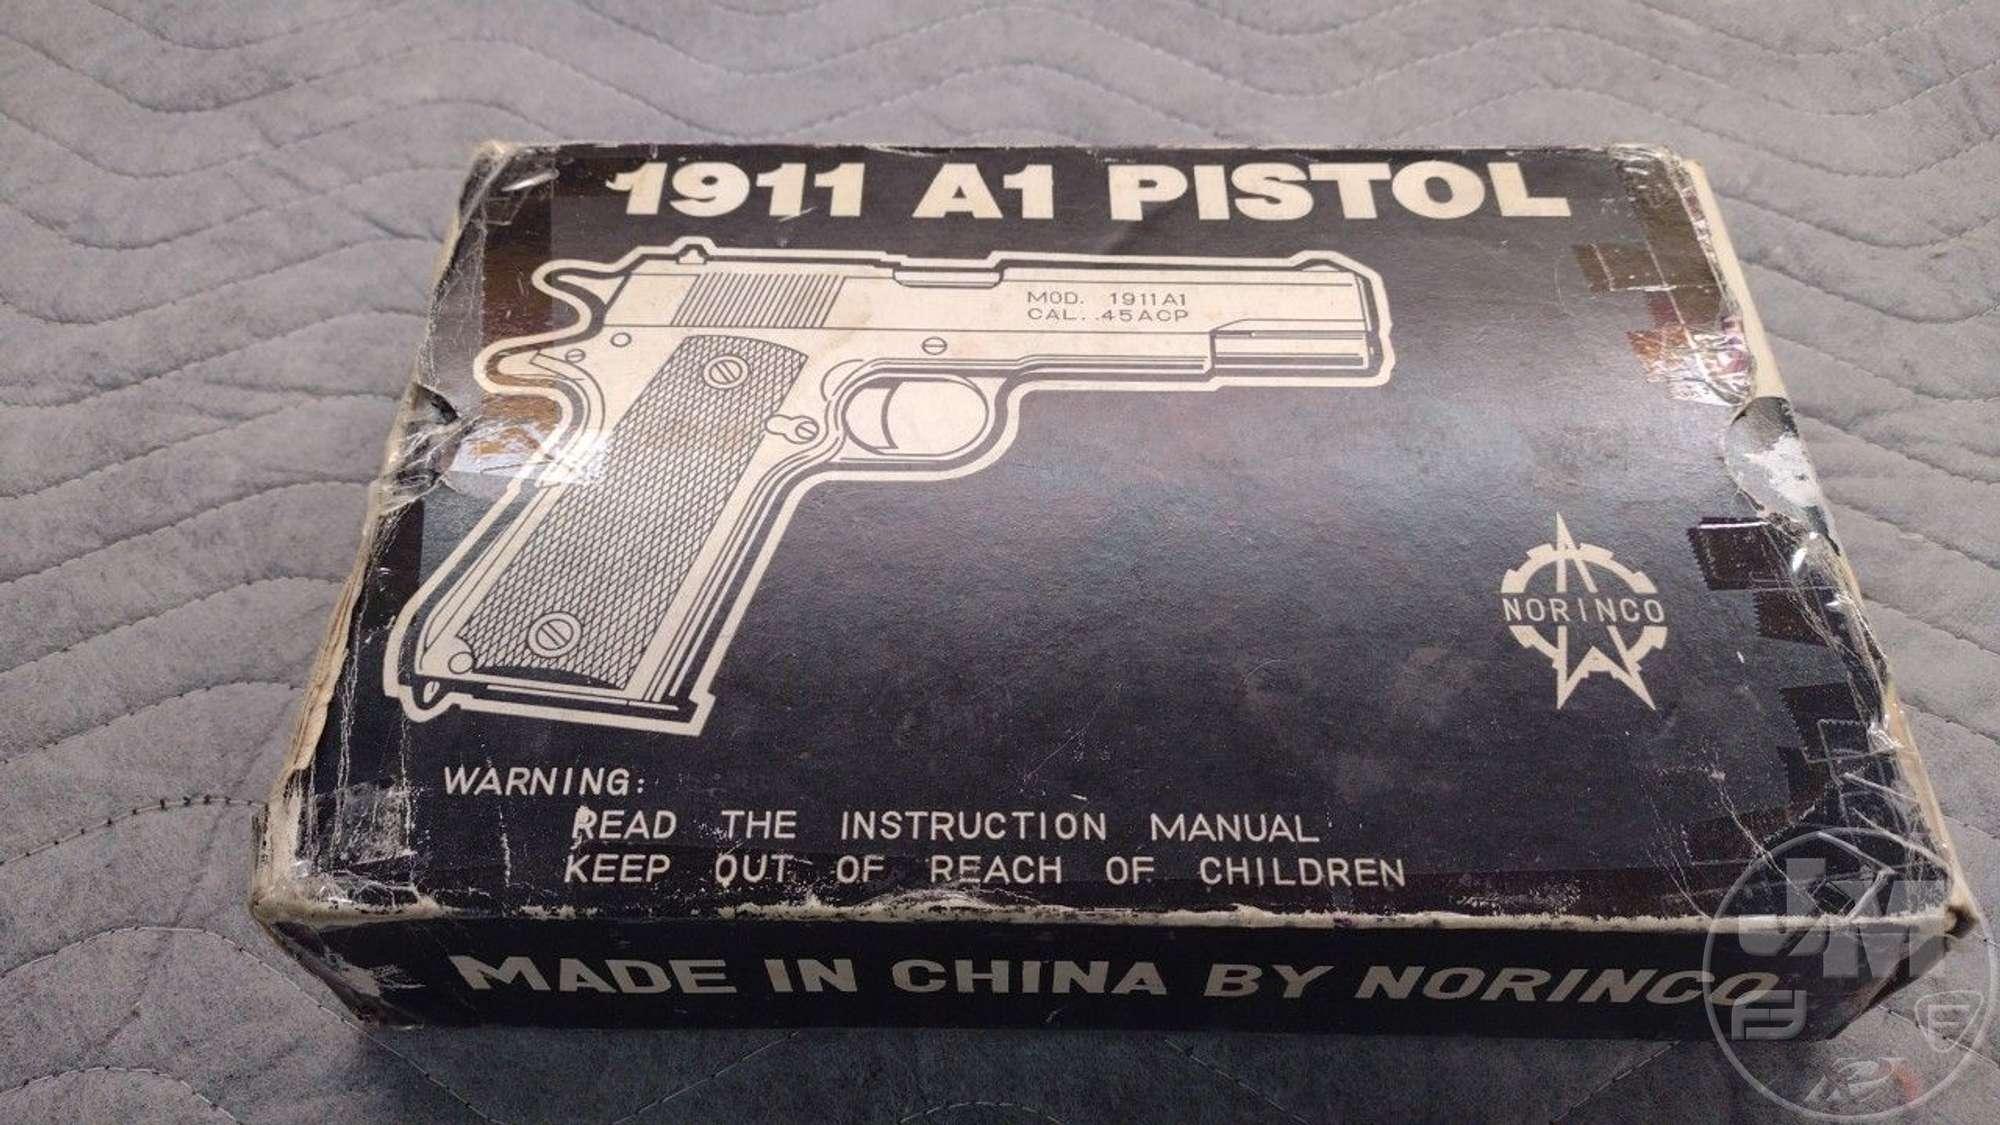 1911 A1 PISTOL
MOD. 1911A1
CAL. .45ACP
NORINCO
WARNING:
READ THE INSTRUCTION MANUAL
KEEP OUT OF REACH OF CHILDREN
MADE IN CHINA BY NORINCO
JM